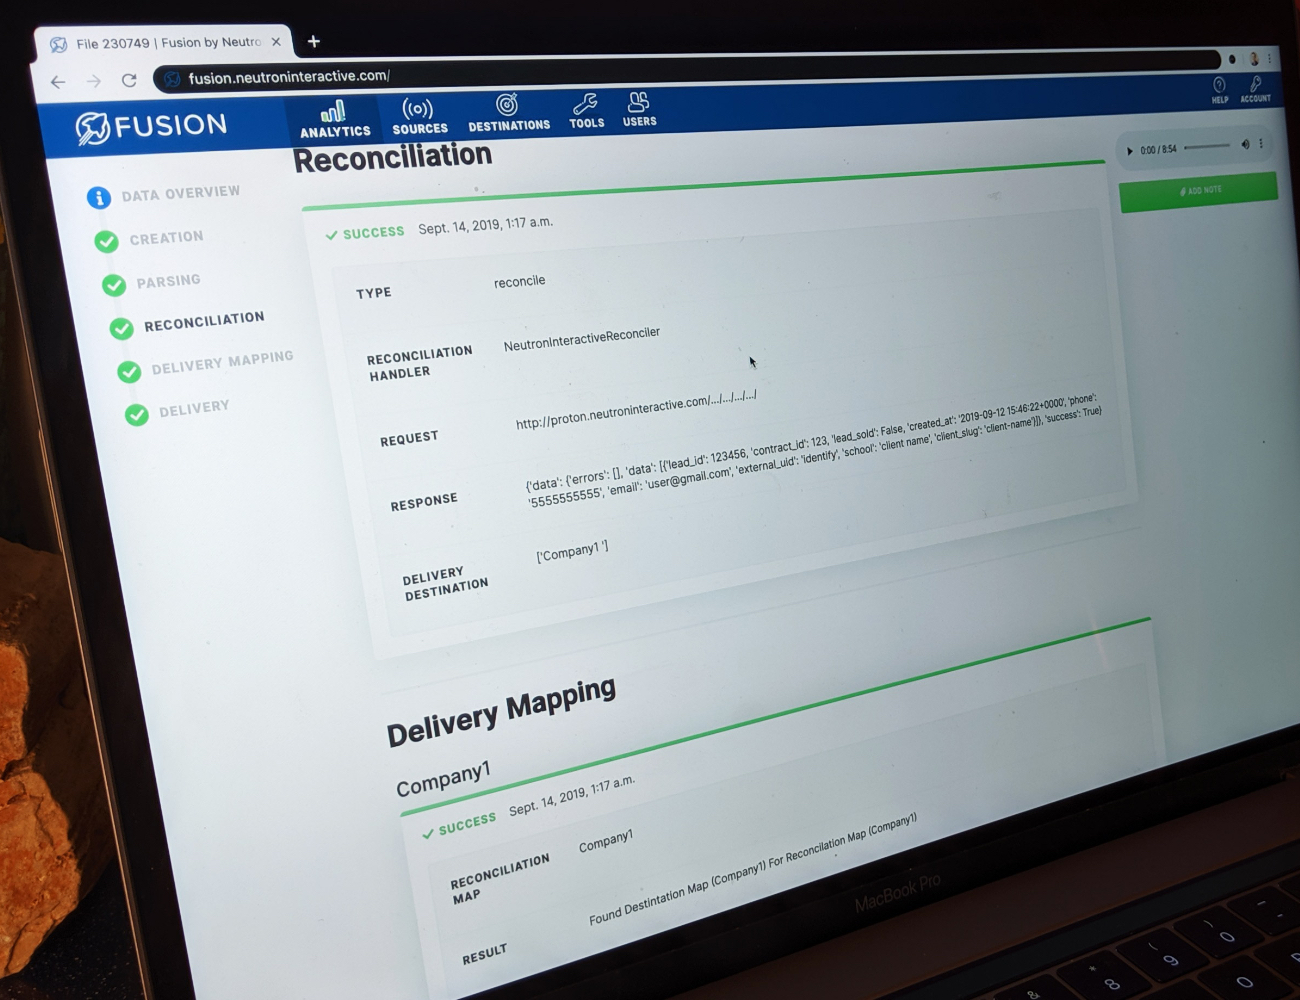 File 230749 | Fusion by Neutro
fusion.neutroninteractive.com/
FUSION
ANALYTICS
SOURCES
DESTINATIONS
TOOLS
USERS
HELP
ACCOUNT
DATA OVERVIEW
CREATION
PARSING
RECONCILIATION
DELIVERY MAPPING
DELIVERY
Reconciliation
0:00 / 8:54
ADD NOTE
SUCCESS Sept. 14, 2019, 1:17 a.m.
TYPE reconcile
RECONCILIATION
HANDLER
NeutronInteractiveReconciler
REQUEST http://proton.neutroninteractive.com/.../.../.../.../
RESPONSE
{'data': {'errors': [], 'data': [{'lead_id': 123456, 'contract_id': 123, 'lead_sold': False, 'created_at': '2019-09-12 15:46:22+0000', 'phone':
'5555555555', 'email': 'user@gmail.com', 'external_uid': 'identify', 'school': 'client name', 'client_slug': 'client-name'}]}, 'success': True}
DELIVERY
DESTINATION
['Company1 ']
Delivery Mapping
Company1
SUCCESS Sept. 14, 2019, 1:17 a.m.
RECONCILIATION
MAP
Company1
RESULT Found Destintation Map (Company1) For Reconcilation Map (Company1)
MacBook Pro
&
*
8
(
9
)
0
O
P